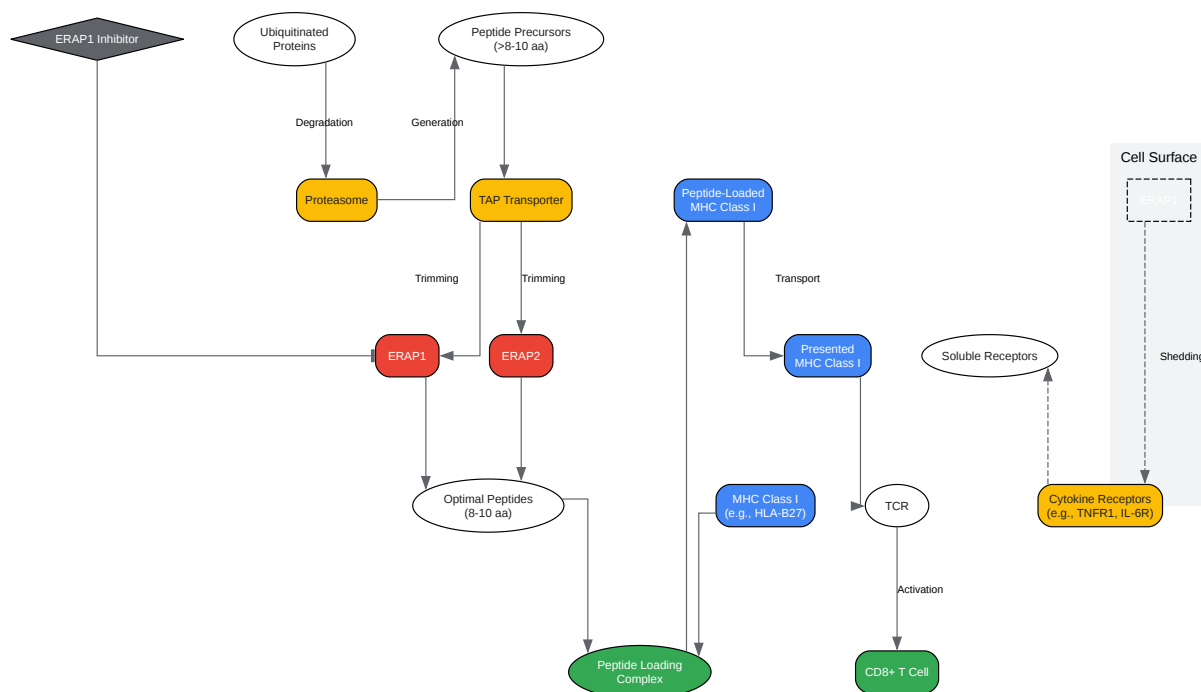 ERAP1 Inhibitor
Ubiquitinated
Proteins
Peptide Precursors
(>8-10 aa)
Degradation
Generation
Cell Surface
Proteasome
TAP Transporter
Peptide-Loaded
MHC Class I
ERAP1
Trimming
Trimming
Transport
ERAP1
ERAP2
Presented
MHC Class I
Soluble Receptors
Shedding
Optimal Peptides
(8-10 aa)
MHC Class I
(e.g., HLA-B27)
TCR
Cytokine Receptors
(e.g., TNFR1, IL-6R)
Activation
Peptide Loading
Complex
CD8+ T Cell